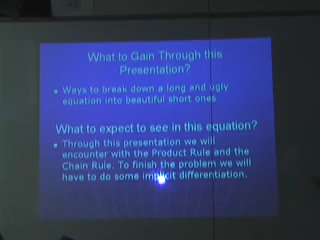 What to Gain Through this
Presentation?
Ways to break down a long and ugly
equation into beautiful short ones
What to expect to see in this equation?
Through this presentation we will
encounter with the Product Rule and the
Chain Rule. To finish the problem we will
have to do some implicit differentiation.